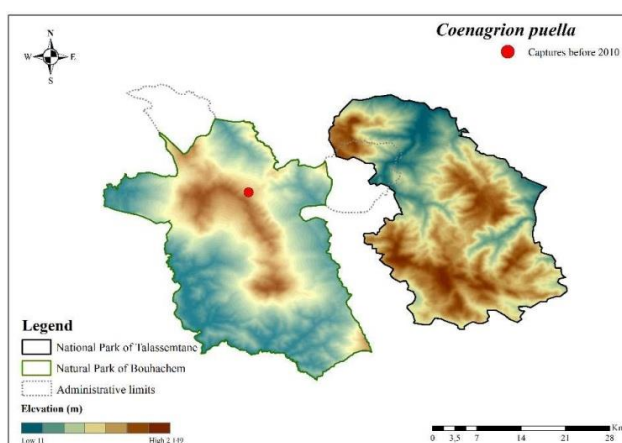 Coenagrion puella
Captures before 2010
N
W E
S
Legend
National Park of Talassemtane
Natural Park of Bouhachem
Administrative limits
Elevation (m)
Low 11 High 2 149
Km
0 3,5 7 14 21 28